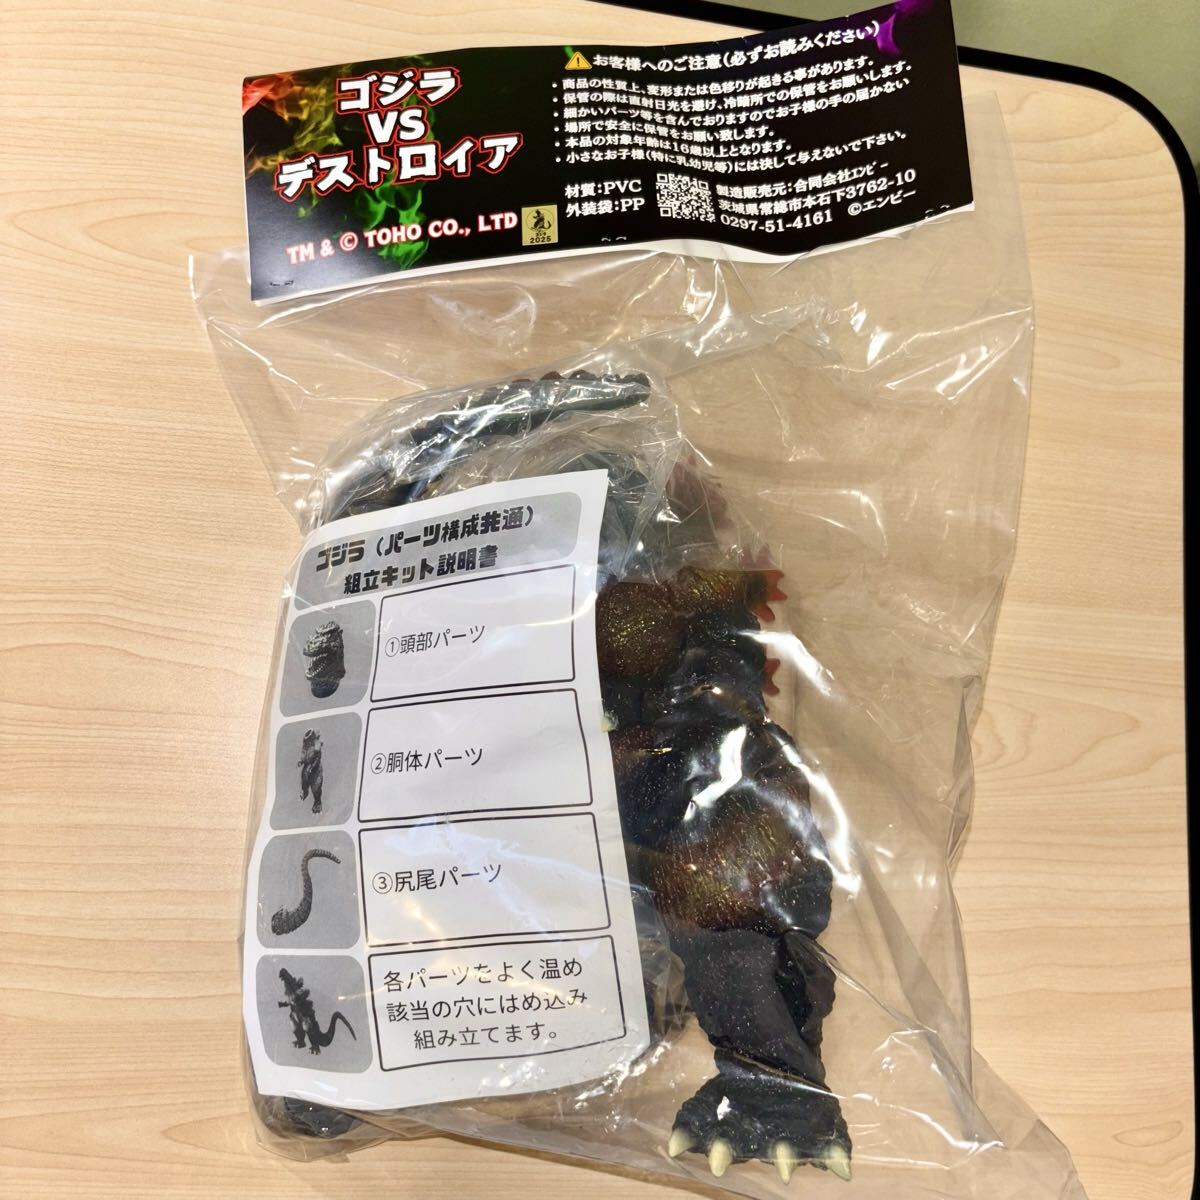 ゴジラ
VS
デストロイア
TM & © TOHO CO., LTD
2025
お客様へのご注意(必ずお読みください)
・商品の性質上、変形または色移りが起きる事があります。
・保管の際は直射日光を避け、冷暗所での保管をお願いします。
・細かいパーツ等を含んでおりますのでお子様の手の届かない
・場所で安全に保管をお願い致します。
・本品の対象年齢は16歳以上となります。
・小さなお子様(特に乳幼児等)には決して与えないで下さい。
材質:PVC
外装袋:PP
製造販売元:合同会社エンビー
茨城県常総市本石下3762-10
0297-51-4161 ©エンビー
ゴジラ(パーツ構成共通)
組立キット説明書
①頭部パーツ
②胴体パーツ
③尻尾パーツ
各パーツをよく温め
該当の穴にはめ込み
組み立てます。